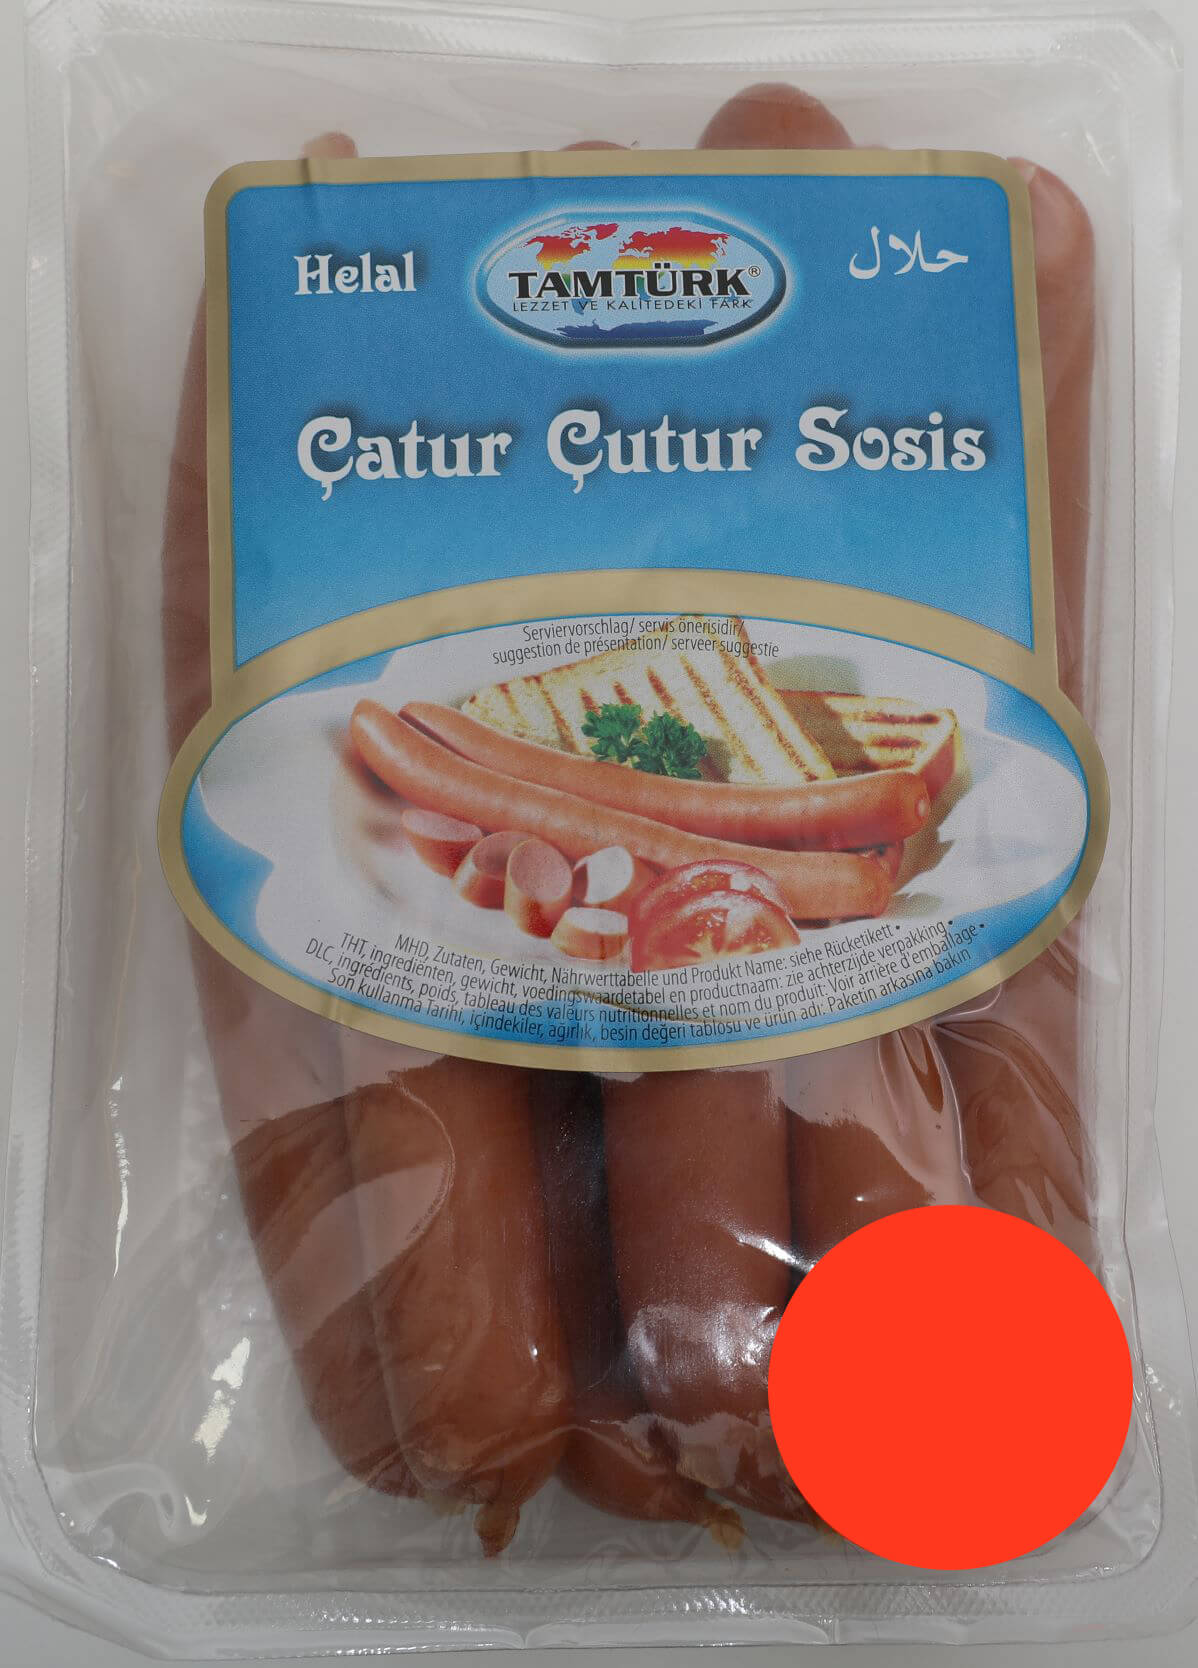 Helal
TAMTÜRK®
LEZZET VE KALİTEDEKİ FARK
حلال
Çatur Çutur Sosis
Serviervorschlag/ servis önerisidir/
suggestion de présentation/ serveer suggestie
MHD, Zutaten, Gewicht, Nährwerttabelle und Produkt Name: siehe Rücketikett •
THT, ingrediënten, gewicht, voedingswaardetabel en productnaam: zie achterzijde verpakking •
DLC, ingrédients, poids, tableau des valeurs nutritionnelles et nom du produit: Voir arrière d'emballage •
Son kullanma Tarihi, içindekiler, ağırlık, besin değeri tablosu ve ürün adı: Paketin arkasına bakın